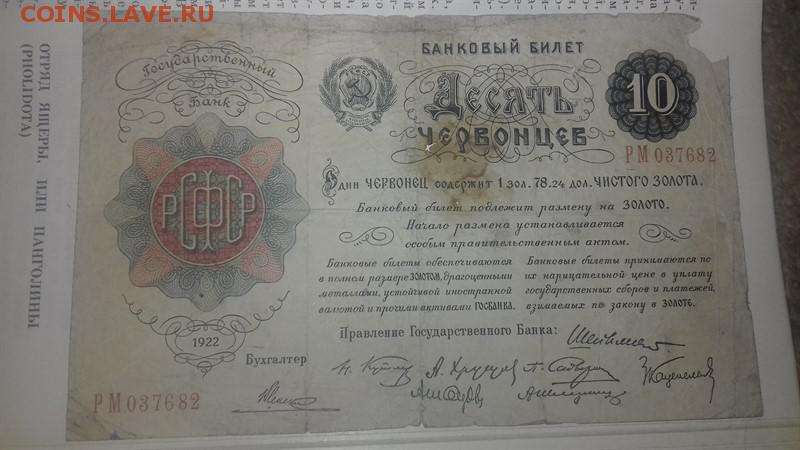 COINS.LAVE.RU
ОТРЯД ЯЩЕРЫ, ИЛИ ПАНГОЛИНЫ
(PHOLIDOTA)
Государственный
Банк
РСФСР
1922
Бухгалтер
РМ 037682
БАНКОВЫЙ БИЛЕТ
Десять
червонцев
10
РМ 037682
Один ЧЕРВОНЕЦ содержит 1 зол. 78.24 дол. ЧИСТОГО ЗОЛОТА.
Банковый билет подлежит размену на ЗОЛОТО.
Начало размена устанавливается
особым правительственным актом.
Банковые билеты обеспечиваются
в полном размере ЗОЛОТОМ, драгоценными
металлами, устойчивой иностранной
валютой и прочими активами ГОСБАНКА.
Банковые билеты принимаются по
их нарицательной цене в уплату
государственных сборов и платежей,
взимаемых по закону в ЗОЛОТЕ.
Правление Государственного Банка: